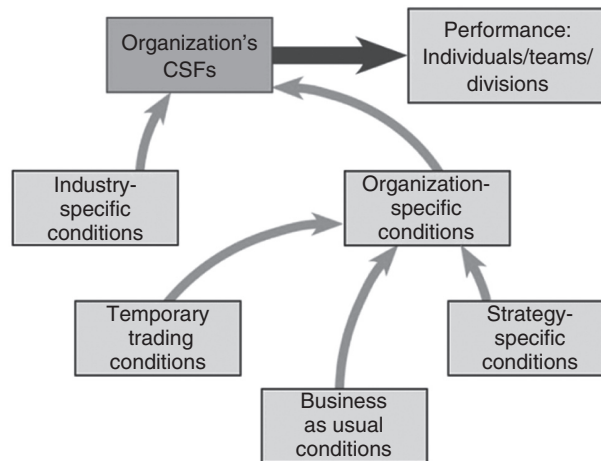 Organization's
CSFs
Performance:
Individuals/teams/
divisions
Industry-
specific
conditions
Organization-
specific
conditions
Temporary
trading
conditions
Strategy-
specific
conditions
Business
as usual
conditions